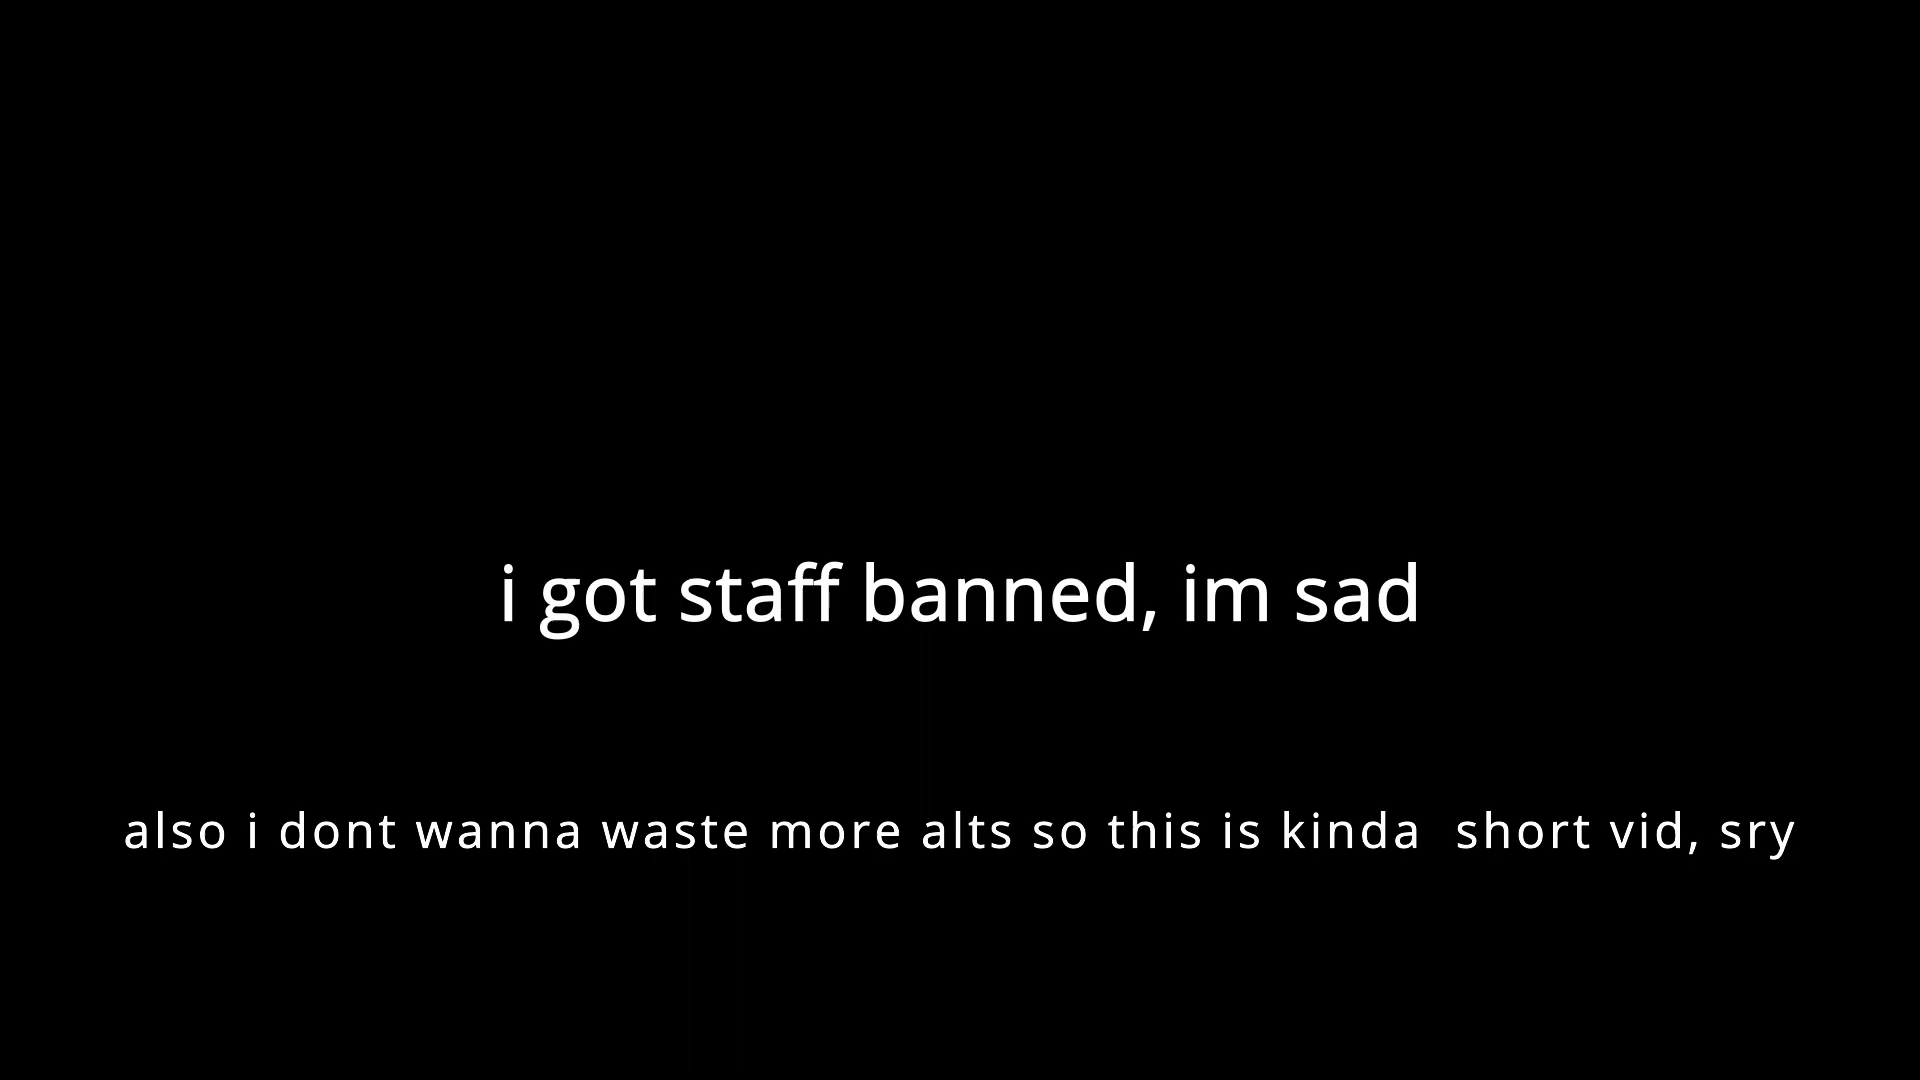 i got staff banned, im sad
also i dont wanna waste more alts so this is kinda  short vid, sry